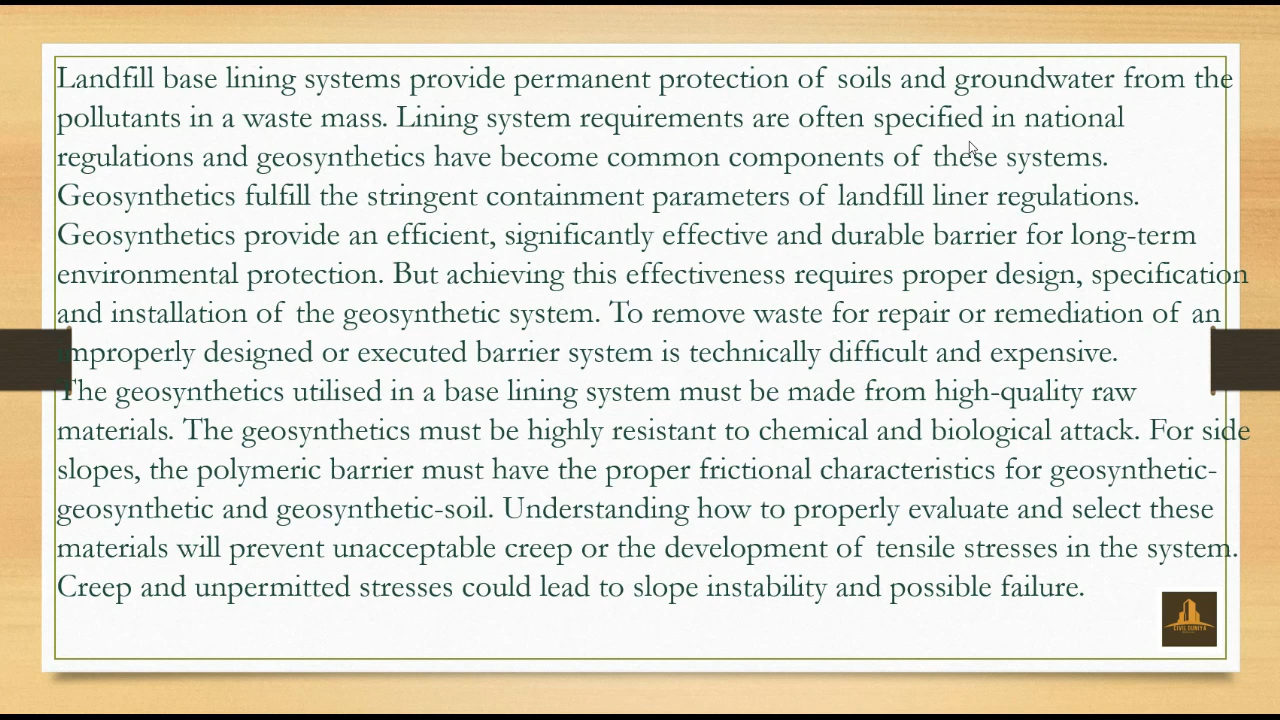 Landfill base lining systems provide permanent protection of soils and groundwater from the
pollutants in a waste mass. Lining system requirements are often specified in national
regulations and geosynthetics have become common components of these systems.
Geosynthetics fulfill the stringent containment parameters of landfill liner regulations.
Geosynthetics provide an efficient, significantly effective and durable barrier for long-term
environmental protection. But achieving this effectiveness requires proper design, specification
and installation of the geosynthetic system. To remove waste for repair or remediation of an
improperly designed or executed barrier system is technically difficult and expensive.
The geosynthetics utilised in a base lining system must be made from high-quality raw
materials. The geosynthetics must be highly resistant to chemical and biological attack. For side
slopes, the polymeric barrier must have the proper frictional characteristics for geosynthetic-
geosynthetic and geosynthetic-soil. Understanding how to properly evaluate and select these
materials will prevent unacceptable creep or the development of tensile stresses in the system.
Creep and unpermitted stresses could lead to slope instability and possible failure.
CIVIL DUNIYA